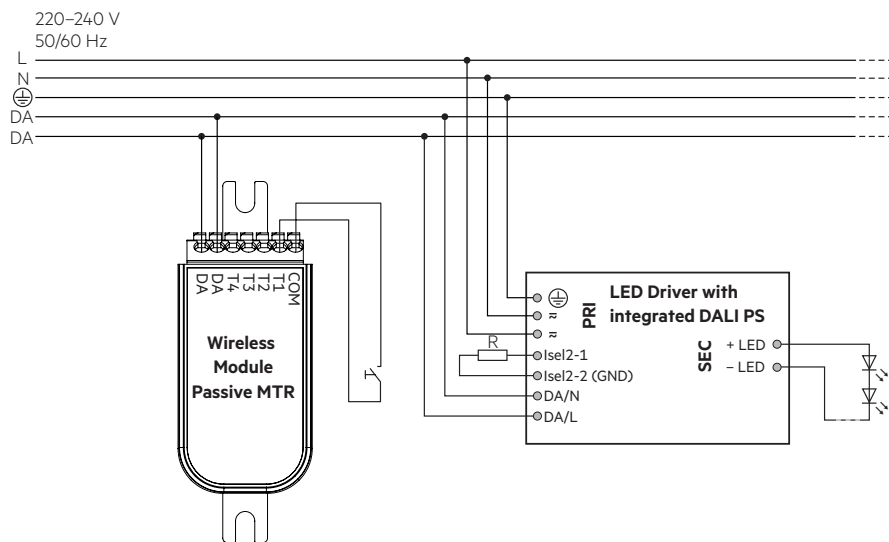 220–240 V
50/60 Hz
L
N
DA
DA
DA
DA
T4
T3
T2
T1
COM
Wireless
Module
Passive MTR
PRI
LED Driver with
integrated DALI PS
R
Isel2-1
Isel2-2 (GND)
DA/N
DA/L
SEC
+ LED
– LED